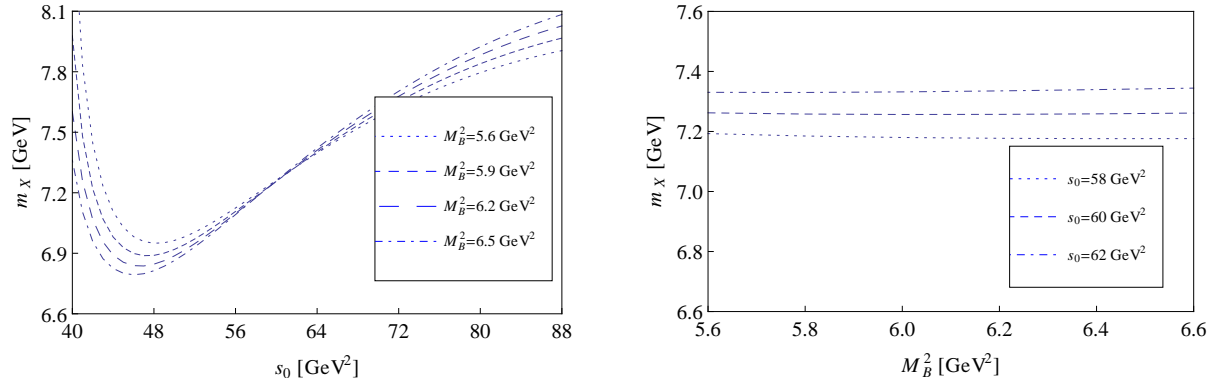 8.1
7.8
7.5
7.2
6.9
6.6
m_X [GeV]
M_B^2=5.6 GeV^2
M_B^2=5.9 GeV^2
M_B^2=6.2 GeV^2
M_B^2=6.5 GeV^2
40 48 56 64 72 80 88
s_0 [GeV^2]
7.6
7.4
7.2
7.0
6.8
6.6
m_X [GeV]
s_0=58 GeV^2
s_0=60 GeV^2
s_0=62 GeV^2
5.6 5.8 6.0 6.2 6.4 6.6
M_B^2 [GeV^2]